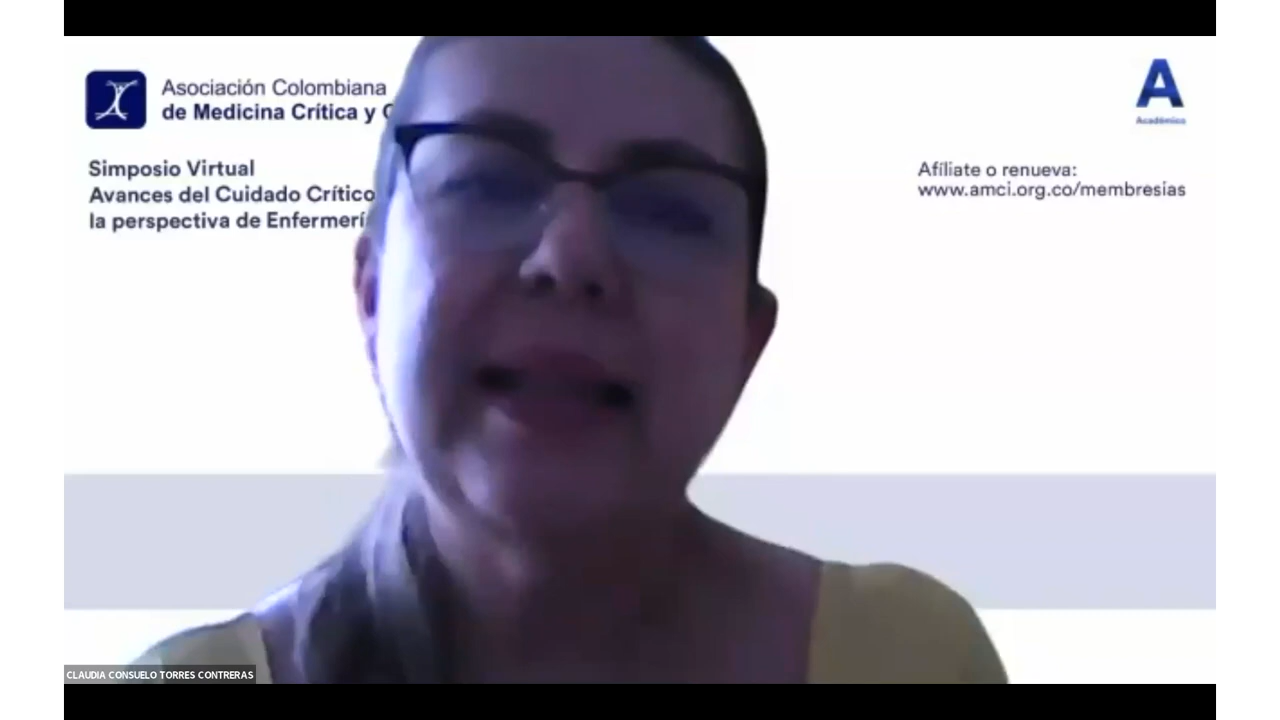 Asociación Colombiana
de Medicina Crítica y
A
Académico
Simposio Virtual
Avances del Cuidado Crítico
la perspectiva de Enfermerí
Afíliate o renueva:
www.amci.org.co/membresias
CLAUDIA CONSUELO TORRES CONTRERAS